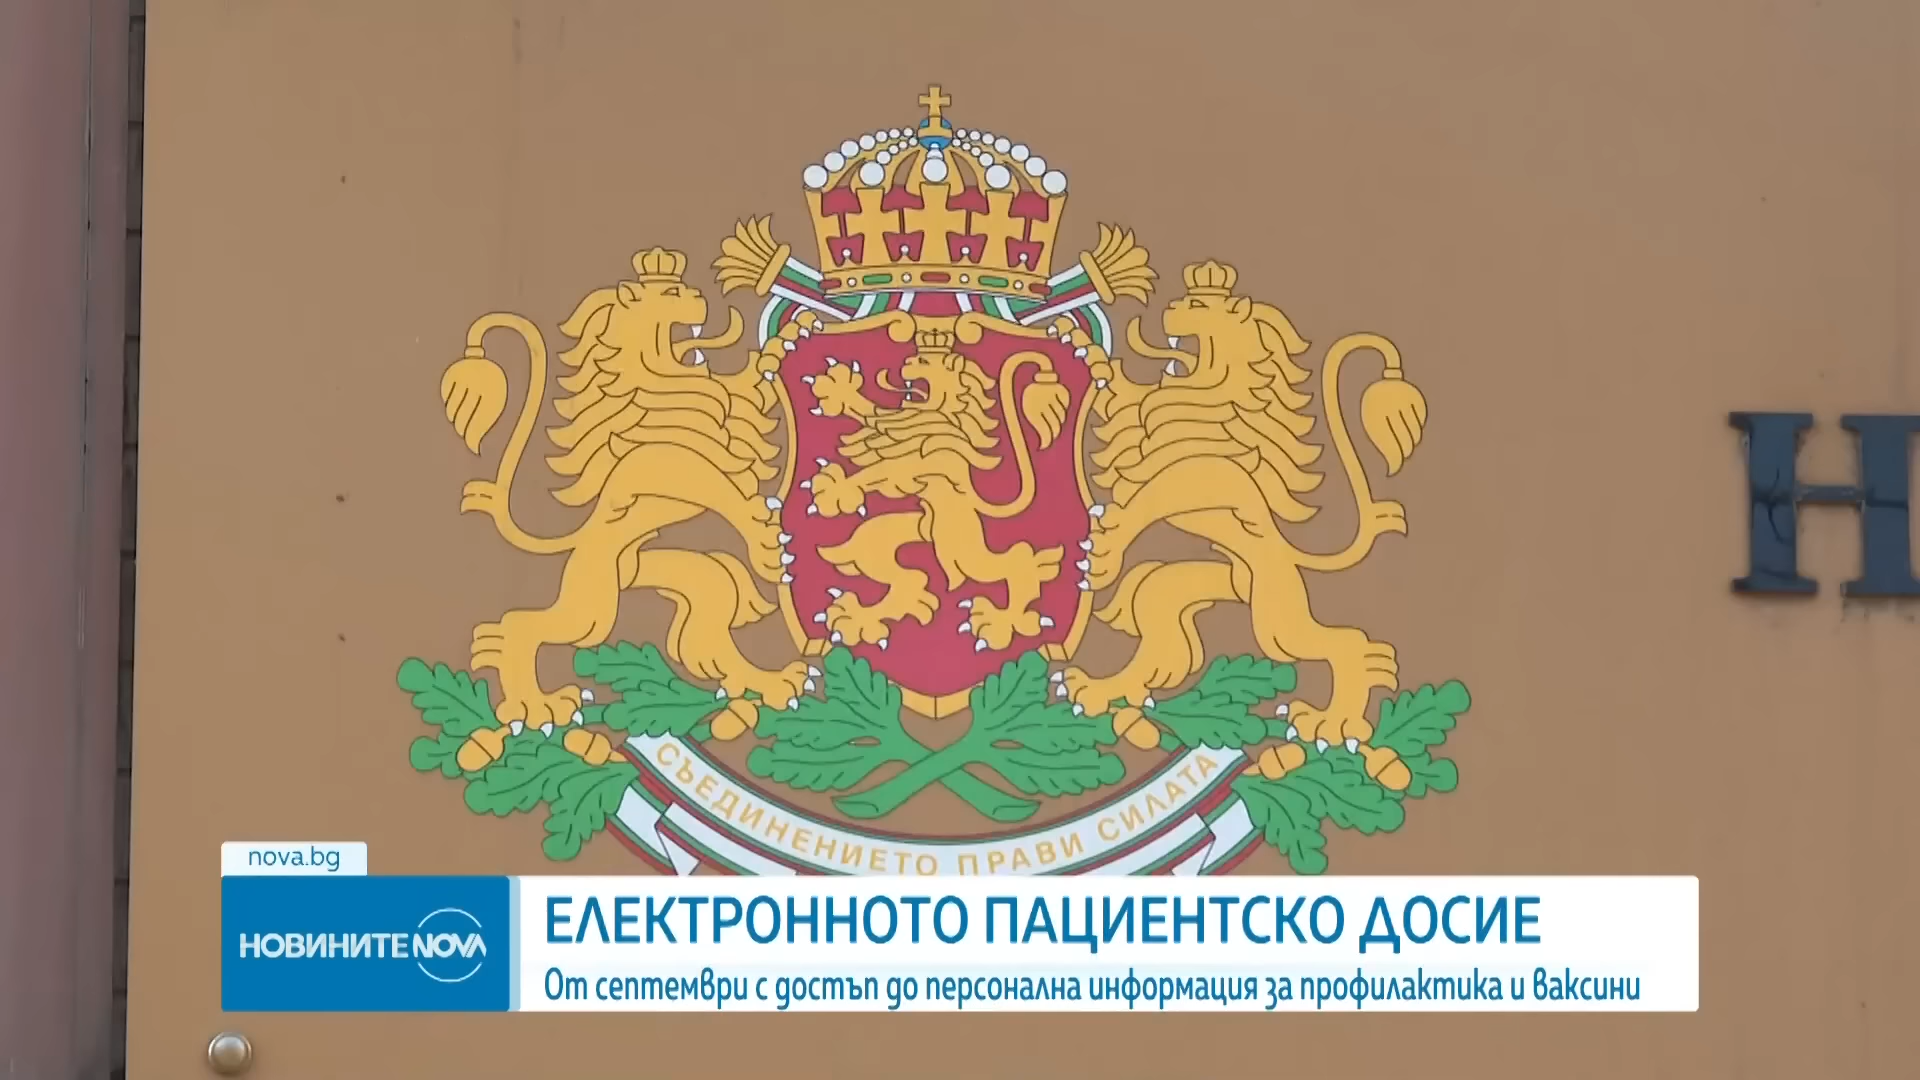 Н
СЪЕДИНЕНИЕТО ПРАВИ СИЛАТА
nova.bg
НОВИНИТЕ NOVA
ЕЛЕКТРОННОТО ПАЦИЕНТСКО ДОСИЕ
От септември с достъп до персонална информация за профилактика и ваксини